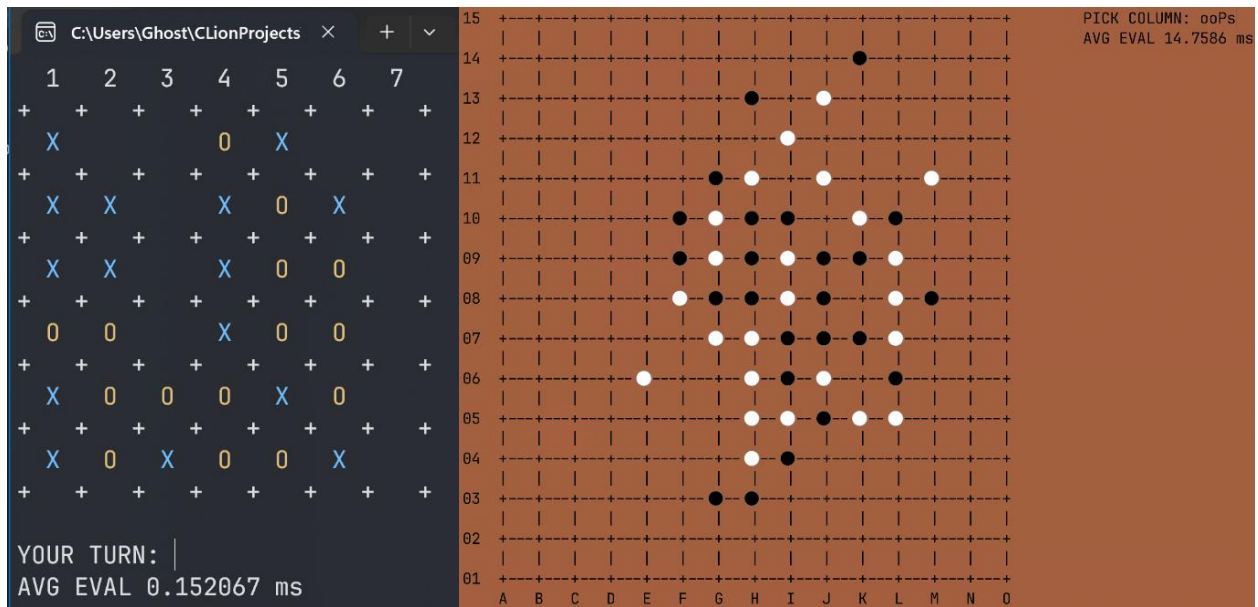 C:\Users\Ghost\CLionProjects
1 2 3 4 5 6 7
+ + + + + + + +
X O X
+ + + + + + + +
X X X O X
+ + + + + + + +
X X X O O
+ + + + + + + +
O O X O O
+ + + + + + + +
X O O O X O
+ + + + + + + +
X O X O O X
+ + + + + + + +
YOUR TURN:
AVG EVAL 0.152067 ms
15
14
13
12
11
10
09
08
07
06
05
04
03
02
01
A B C D E F G H I J K L M N O
PICK COLUMN: ooPs
AVG EVAL 14.7586 ms